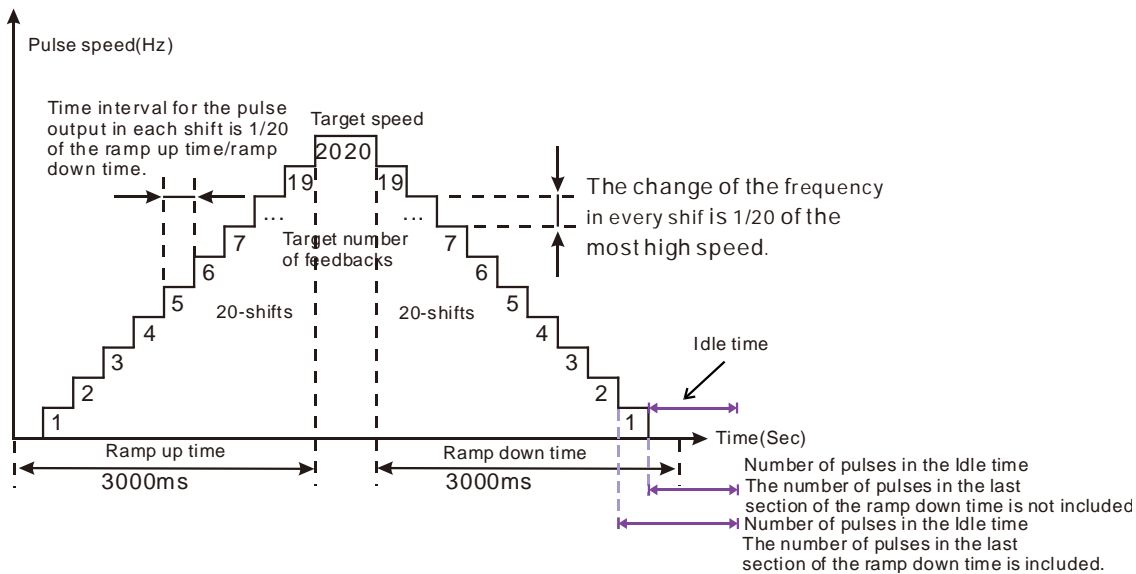 Pulse speed(Hz)
Time interval for the pulse
output in each shift is 1/20
of the ramp up time/ramp
down time.
Target speed
20 20
19
19
...
...
The change of the frequency
in every shif is 1/20 of the
most high speed.
7
7
Target number
of feedbacks
6
6
5
5
20-shifts
20-shifts
4
4
3
3
Idle time
2
2
1
1
Time(Sec)
Ramp up time
Ramp down time
3000ms
3000ms
Number of pulses in the Idle time
The number of pulses in the last
section of the ramp down time is not included
Number of pulses in the Idle time
The number of pulses in the last
section of the ramp down time is included.